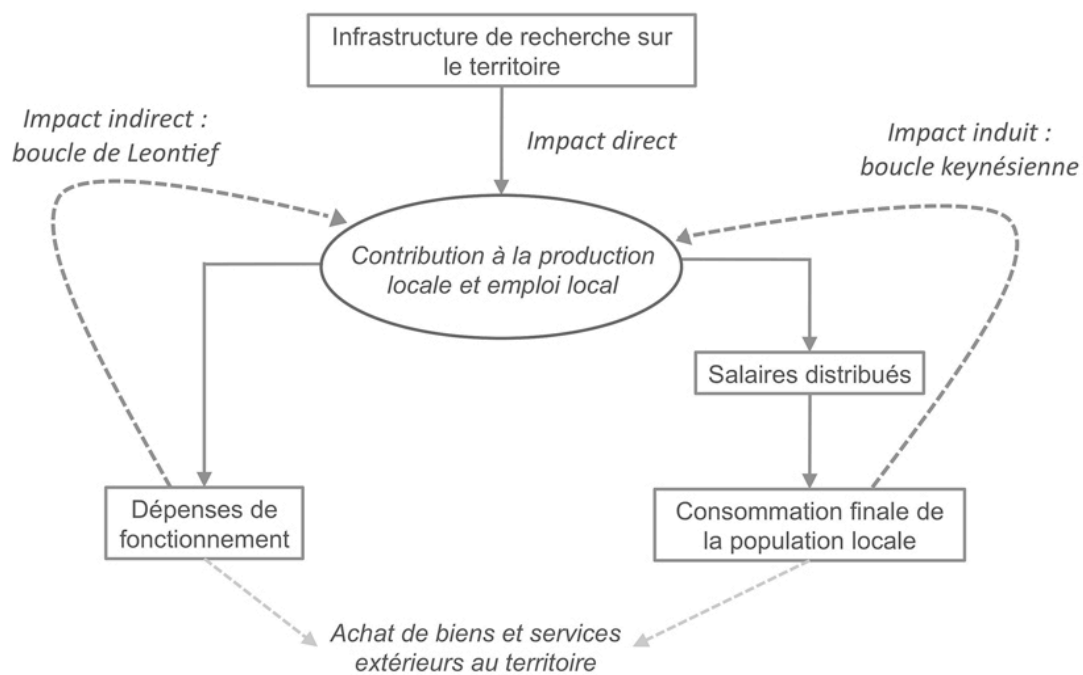 Infrastructure de recherche sur
le territoire
Impact indirect :
boucle de Leontief
Impact direct
Impact induit :
boucle keynésienne
Contribution à la production
locale et emploi local
Salaires distribués
Dépenses de
fonctionnement
Consommation finale de
la population locale
Achat de biens et services
extérieurs au territoire